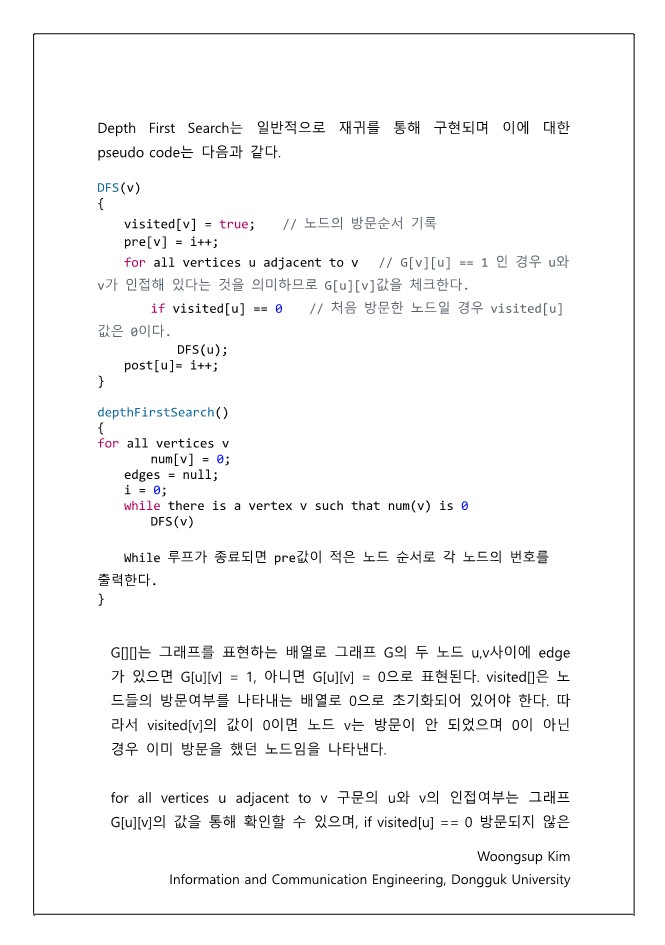 Depth First Search는 일반적으로 재귀를 통해 구현되며 이에 대한
pseudo code는 다음과 같다.
DFS(v)
{
visited[v] = true; // 노드의 방문순서 기록
pre[v] = i++;
for all vertices u adjacent to v // G[v][u] == 1 인 경우 u와
v가 인접해 있다는 것을 의미하므로 G[u][v]값을 체크한다.
if visited[u] == 0 // 처음 방문한 노드일 경우 visited[u]
값은 0이다.
DFS(u);
post[u]= i++;
}
depthFirstSearch()
{
for all vertices v
num[v] = 0;
edges = null;
i = 0;
while there is a vertex v such that num(v) is 0
DFS(v)
While 루프가 종료되면 pre값이 적은 노드 순서로 각 노드의 번호를
출력한다.
}
G[][]는 그래프를 표현하는 배열로 그래프 G의 두 노드 u,v사이에 edge
가 있으면 G[u][v] = 1, 아니면 G[u][v] = 0으로 표현된다. visited[]은 노
드들의 방문여부를 나타내는 배열로 0으로 초기화되어 있어야 한다. 따
라서 visited[v]의 값이 0이면 노드 v는 방문이 안 되었으며 0이 아닌
경우 이미 방문을 했던 노드임을 나타낸다.
for all vertices u adjacent to v 구문의 u와 v의 인접여부는 그래프
G[u][v]의 값을 통해 확인할 수 있으며, if visited[u] == 0 방문되지 않은
Woongsup Kim
Information and Communication Engineering, Dongguk University